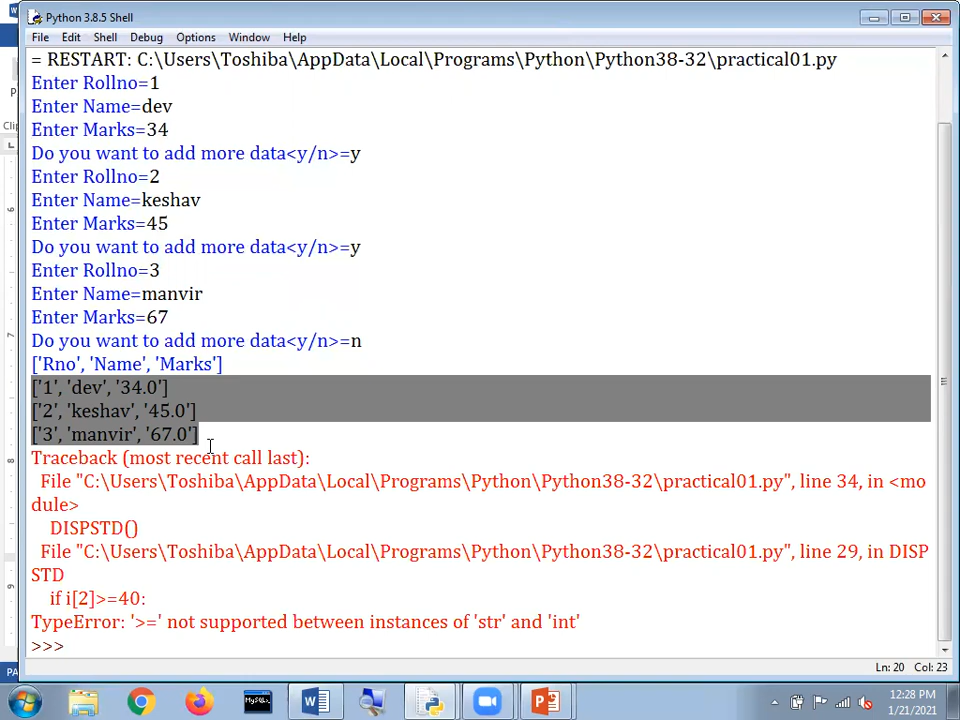 Python 3.8.5 Shell
File Edit Shell Debug Options Window Help
= RESTART: C:\Users\Toshiba\AppData\Local\Programs\Python\Python38-32\practical01.py
Enter Rollno=1
Enter Name=dev
Enter Marks=34
Do you want to add more data<y/n>=y
Enter Rollno=2
Enter Name=keshav
Enter Marks=45
Do you want to add more data<y/n>=y
Enter Rollno=3
Enter Name=manvir
Enter Marks=67
Do you want to add more data<y/n>=n
['Rno', 'Name', 'Marks']
['1', 'dev', '34.0']
['2', 'keshav', '45.0']
['3', 'manvir', '67.0']
Traceback (most recent call last):
File "C:\Users\Toshiba\AppData\Local\Programs\Python\Python38-32\practical01.py", line 34, in <mo
dule>
DISPSTD()
File "C:\Users\Toshiba\AppData\Local\Programs\Python\Python38-32\practical01.py", line 29, in DISP
STD
if i[2]>=40:
TypeError: '>=' not supported between instances of 'str' and 'int'
>>>
Ln: 20 Col: 23
12:28 PM
1/21/2021